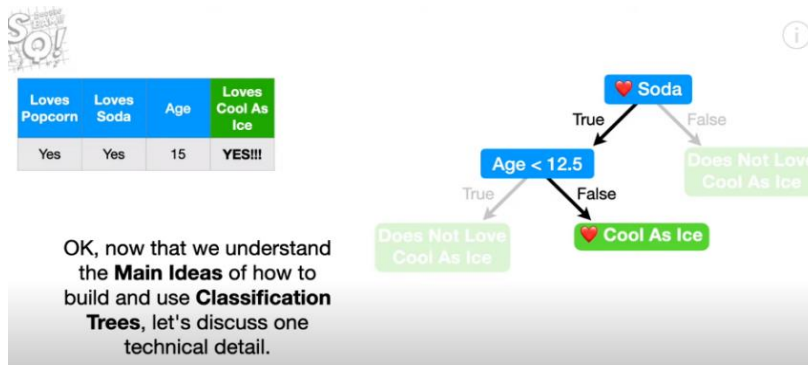 SQ!
Loves Popcorn
Loves Soda
Age
Loves Cool As Ice
Yes
Yes
15
YES!!!
OK, now that we understand
the Main Ideas of how to
build and use Classification
Trees, let's discuss one
technical detail.
❤️ Soda
True
False
Age < 12.5
Does Not Love
Cool As Ice
True
False
Does Not Love
Cool As Ice
❤️ Cool As Ice